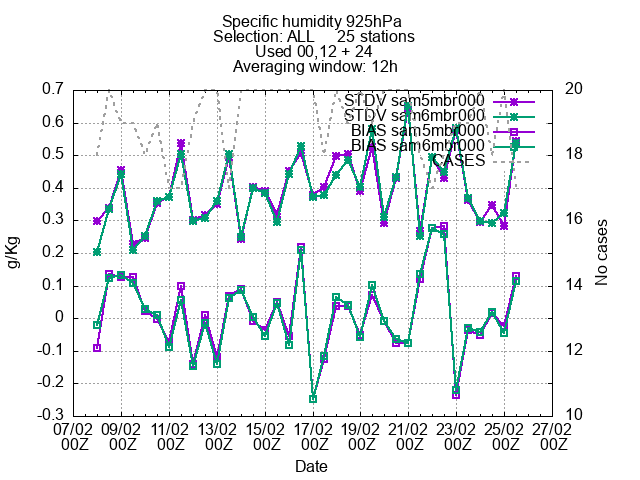 Specific humidity 925hPa
Selection: ALL 25 stations
Used 00,12 + 24
Averaging window: 12h
0.7
0.6
0.5
0.4
0.3
0.2
0.1
0
-0.1
-0.2
-0.3
g/Kg
STDV sam5mbr000
STDV sam6mbr000
BIAS sam5mbr000
BIAS sam6mbr000
CASES
20
18
16
14
12
10
No cases
07/02 09/02 11/02 13/02 15/02 17/02 19/02 21/02 23/02 25/02 27/02
00Z 00Z 00Z 00Z 00Z 00Z 00Z 00Z 00Z 00Z 00Z
Date